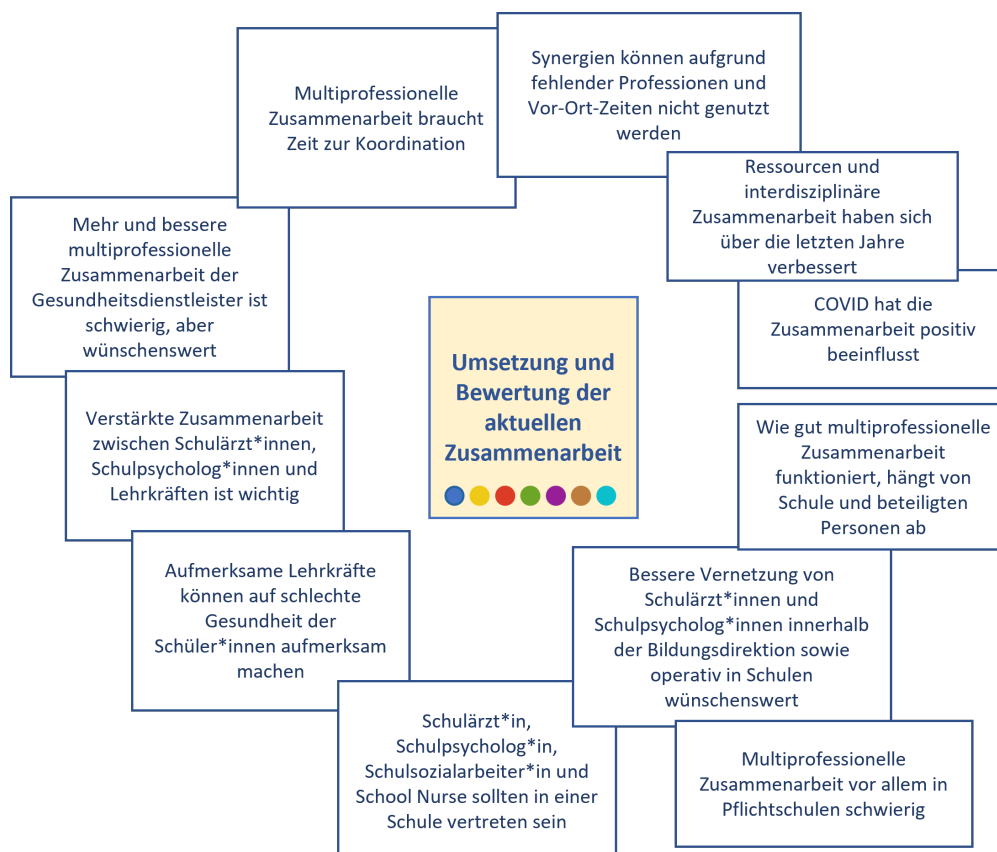 Multiprofessionelle
Zusammenarbeit braucht
Zeit zur Koordination
Synergien können aufgrund
fehlender Professionen und
Vor-Ort-Zeiten nicht genutzt
werden
Ressourcen und
interdisziplinäre
Zusammenarbeit haben sich
über die letzten Jahre
verbessert
Mehr und bessere
multiprofessionelle
Zusammenarbeit der
Gesundheitsdienstleister ist
schwierig, aber
wünschenswert
COVID hat die
Zusammenarbeit positiv
beeinflusst
Umsetzung und
Bewertung der
aktuellen
Zusammenarbeit
Verstärkte Zusammenarbeit
zwischen Schulärzt*innen,
Schulpsycholog*innen und
Lehrkräften ist wichtig
Wie gut multiprofessionelle
Zusammenarbeit
funktioniert, hängt von
Schule und beteiligten
Personen ab
Aufmerksame Lehrkräfte
können auf schlechte
Gesundheit der
Schüler*innen aufmerksam
machen
Bessere Vernetzung von
Schulärzt*innen und
Schulpsycholog*innen innerhalb
der Bildungsdirektion sowie
operativ in Schulen
wünschenswert
Schulärzt*in,
Schulpsycholog*in,
Schulsozialarbeiter*in und
School Nurse sollten in einer
Schule vertreten sein
Multiprofessionelle
Zusammenarbeit vor allem in
Pflichtschulen schwierig